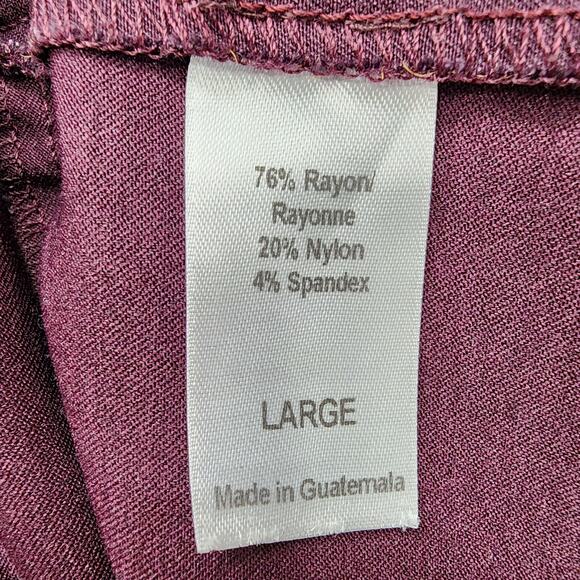 76% Rayon/
Rayonne
20% Nylon
4% Spandex
LARGE
Made in Guatemala